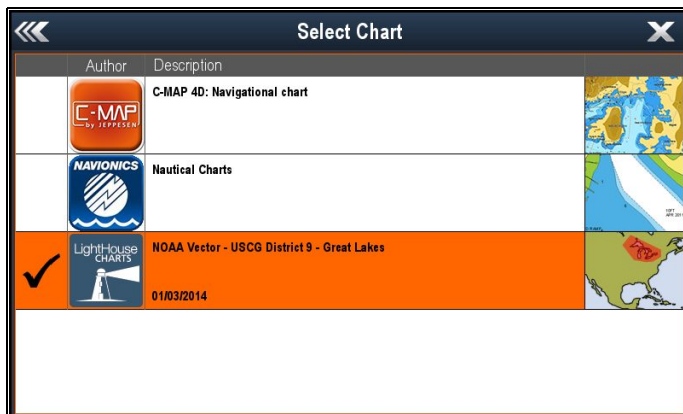 Select Chart
Author Description
C-MAP
by JEPPESEN
C-MAP 4D: Navigational chart
NAVIONICS
Nautical Charts
LightHouse
CHARTS
NOAA Vector - USCG District 9 - Great Lakes
01/03/2014